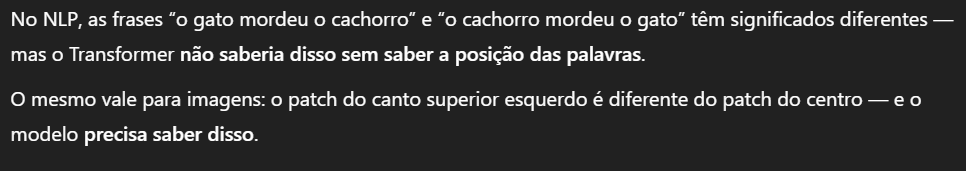 No NLP, as frases “o gato mordeu o cachorro” e “o cachorro mordeu o gato” têm significados diferentes —
mas o Transformer não saberia disso sem saber a posição das palavras.
O mesmo vale para imagens: o patch do canto superior esquerdo é diferente do patch do centro — e o
modelo precisa saber disso.